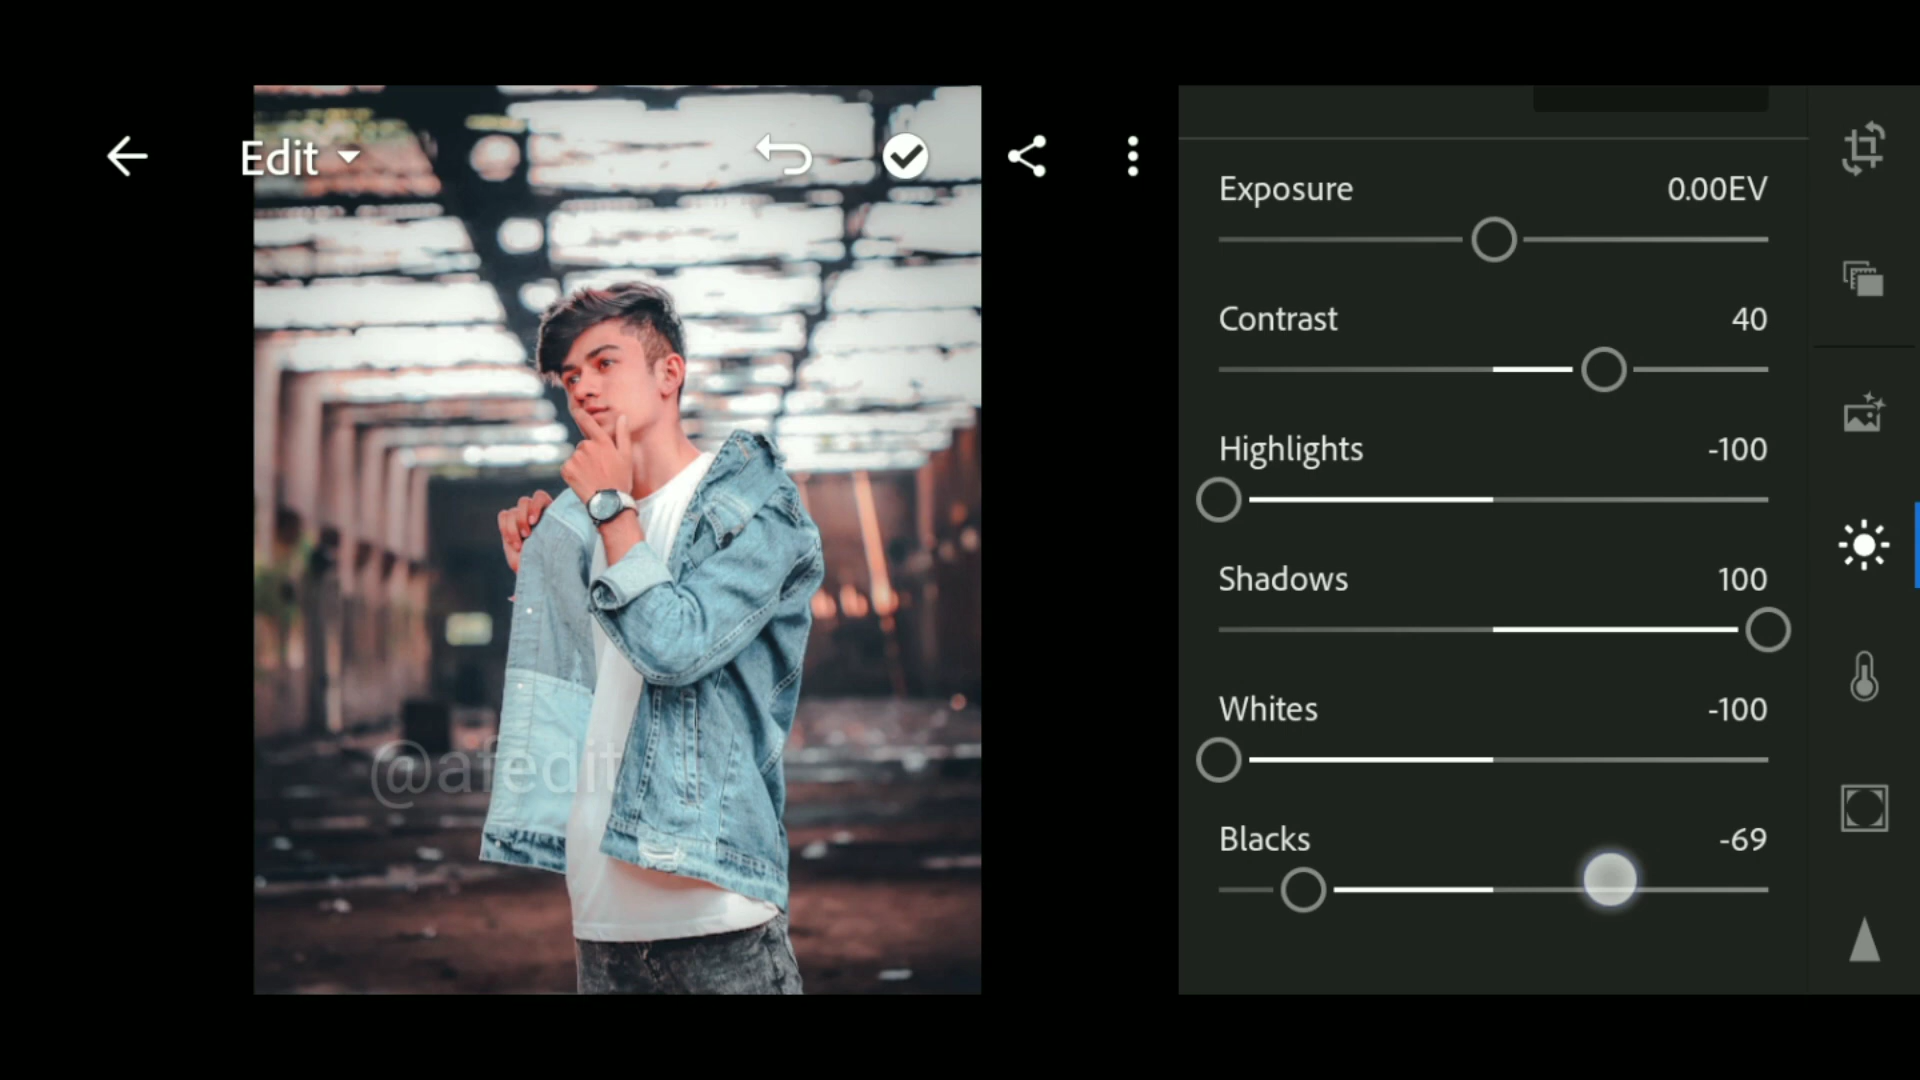 Edit
Exposure 0.00EV
Contrast 40
Highlights -100
Shadows 100
Whites -100
Blacks -69
@afedit